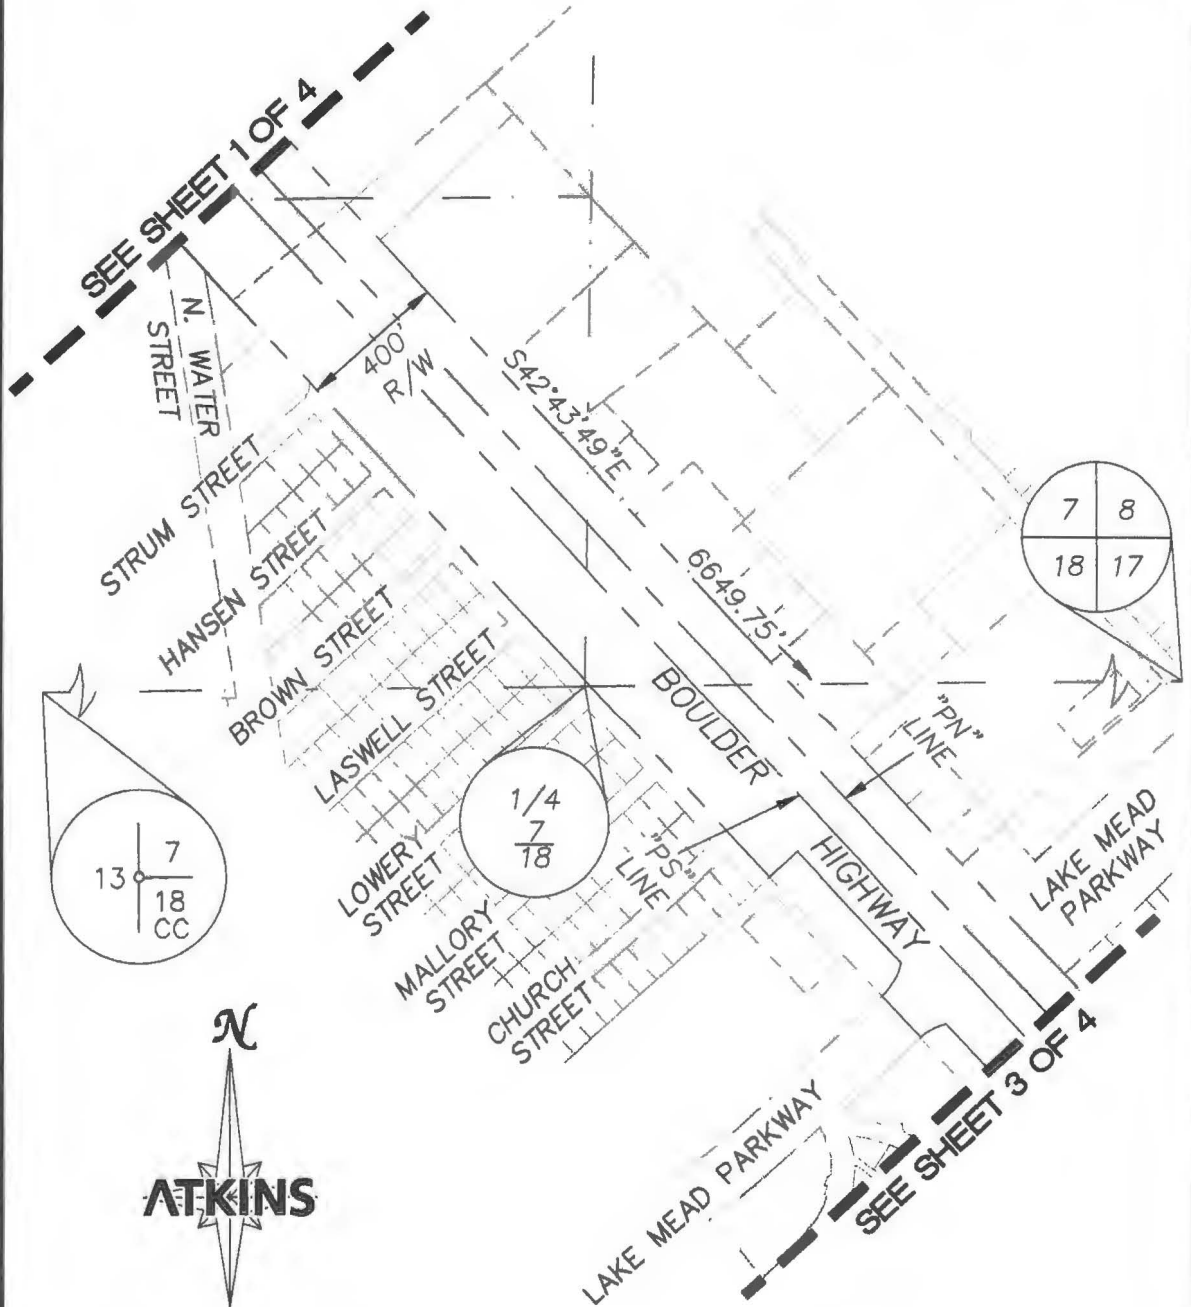 SEE SHEET 1 OF 4
N. WATER
STREET
400'
R/W
S42°43'49"E
6649.75'
STRUM STREET
HANSEN STREET
BROWN STREET
LASWELL STREET
LOWERY
STREET
MALLORY
STREET
CHURCH
STREET
7
8
18
17
BOULDER
HIGHWAY
"PN"
LINE
"PS"
LINE
1/4
7
18
13
7
18
CC
LAKE MEAD
PARKWAY
LAKE MEAD PARKWAY
SEE SHEET 3 OF 4
N
ATKINS